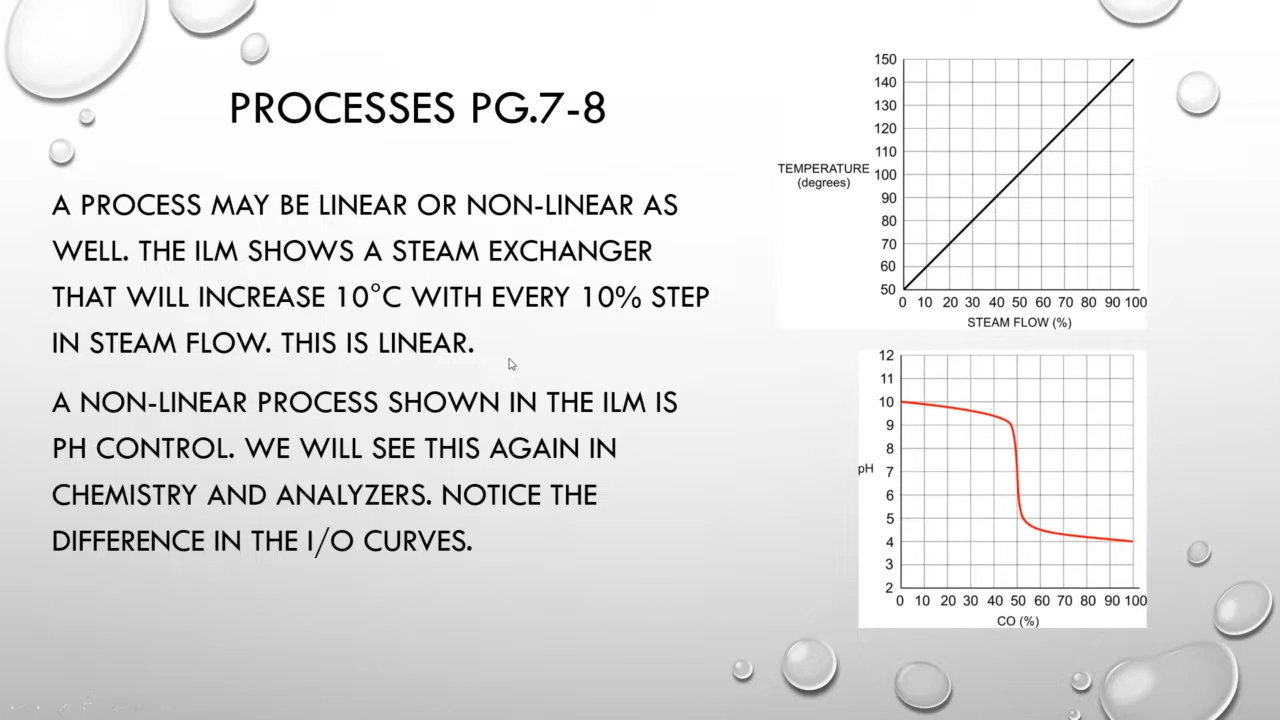 PROCESSES PG.7-8
A PROCESS MAY BE LINEAR OR NON-LINEAR AS
WELL. THE ILM SHOWS A STEAM EXCHANGER
THAT WILL INCREASE 10°C WITH EVERY 10% STEP
IN STEAM FLOW. THIS IS LINEAR.
A NON-LINEAR PROCESS SHOWN IN THE ILM IS
PH CONTROL. WE WILL SEE THIS AGAIN IN
CHEMISTRY AND ANALYZERS. NOTICE THE
DIFFERENCE IN THE I/O CURVES.
150
140
130
120
110
TEMPERATURE 100
(degrees)
90
80
70
60
50
0 10 20 30 40 50 60 70 80 90 100
STEAM FLOW (%)
12
11
10
9
8
pH 7
6
5
4
3
2
0 10 20 30 40 50 60 70 80 90 100
CO (%)